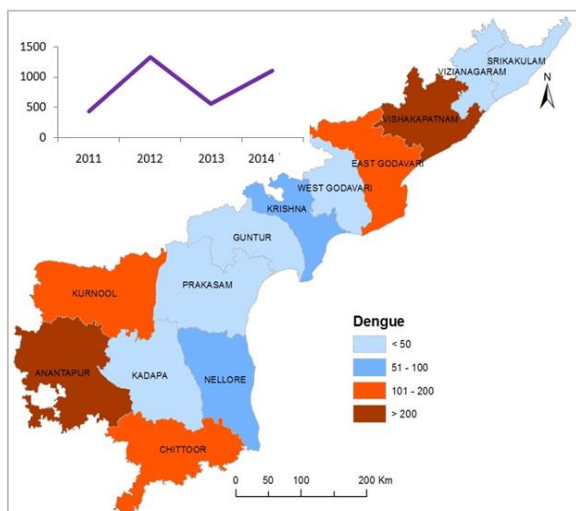 1500
1000
500
0
2011 2012 2013 2014
SRIKAKULAM
VIZIANAGARAM
N
VISHAKAPATNAM
EAST GODAVARI
WEST GODAVARI
KRISHNA
GUNTUR
PRAKASAM
KURNOOL
ANANTAPUR
KADAPA
NELLORE
CHITTOOR
Dengue
< 50
51 - 100
101 - 200
> 200
0 50 100 200 Km